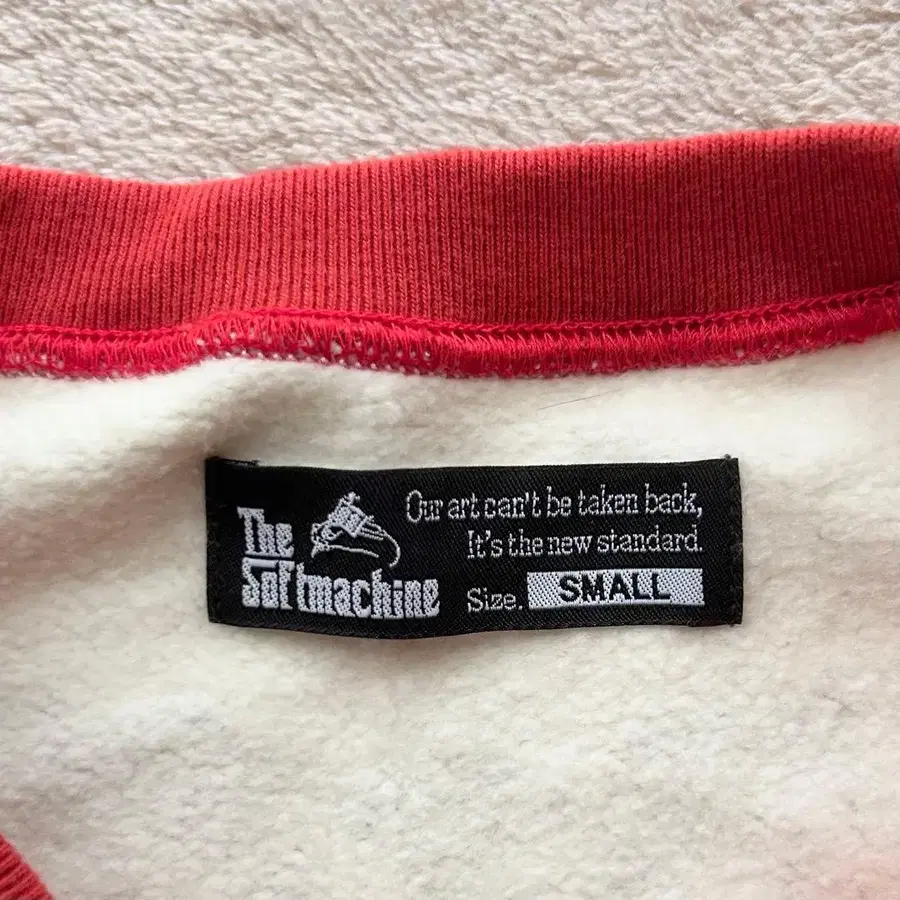 The
Softmachine
Our art can't be taken back,
It's the new standard.
Size. SMALL